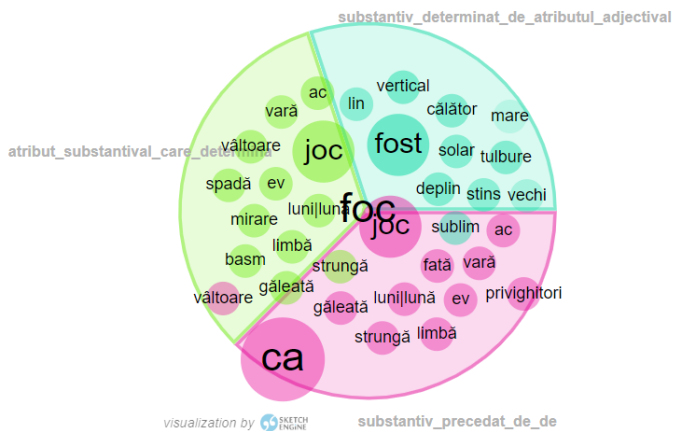 substantiv_determinat_de_atributul_adjectival
vertical
ac
lin
călător
vară
mare
fost
vâltoare
joc
solar
tulbure
atribut_substantival_care_determina
spadă
ev
deplin
stins
vechi
luni|lună
foc
mirare
joc
sublim
ac
limbă
basm
strungă
fată
vară
găleată
vâltoare
luni|lună
ev
privighitori
găleată
strungă
limbă
ca
visualization by SKETCH ENGINE
substantiv_precedat_de_de